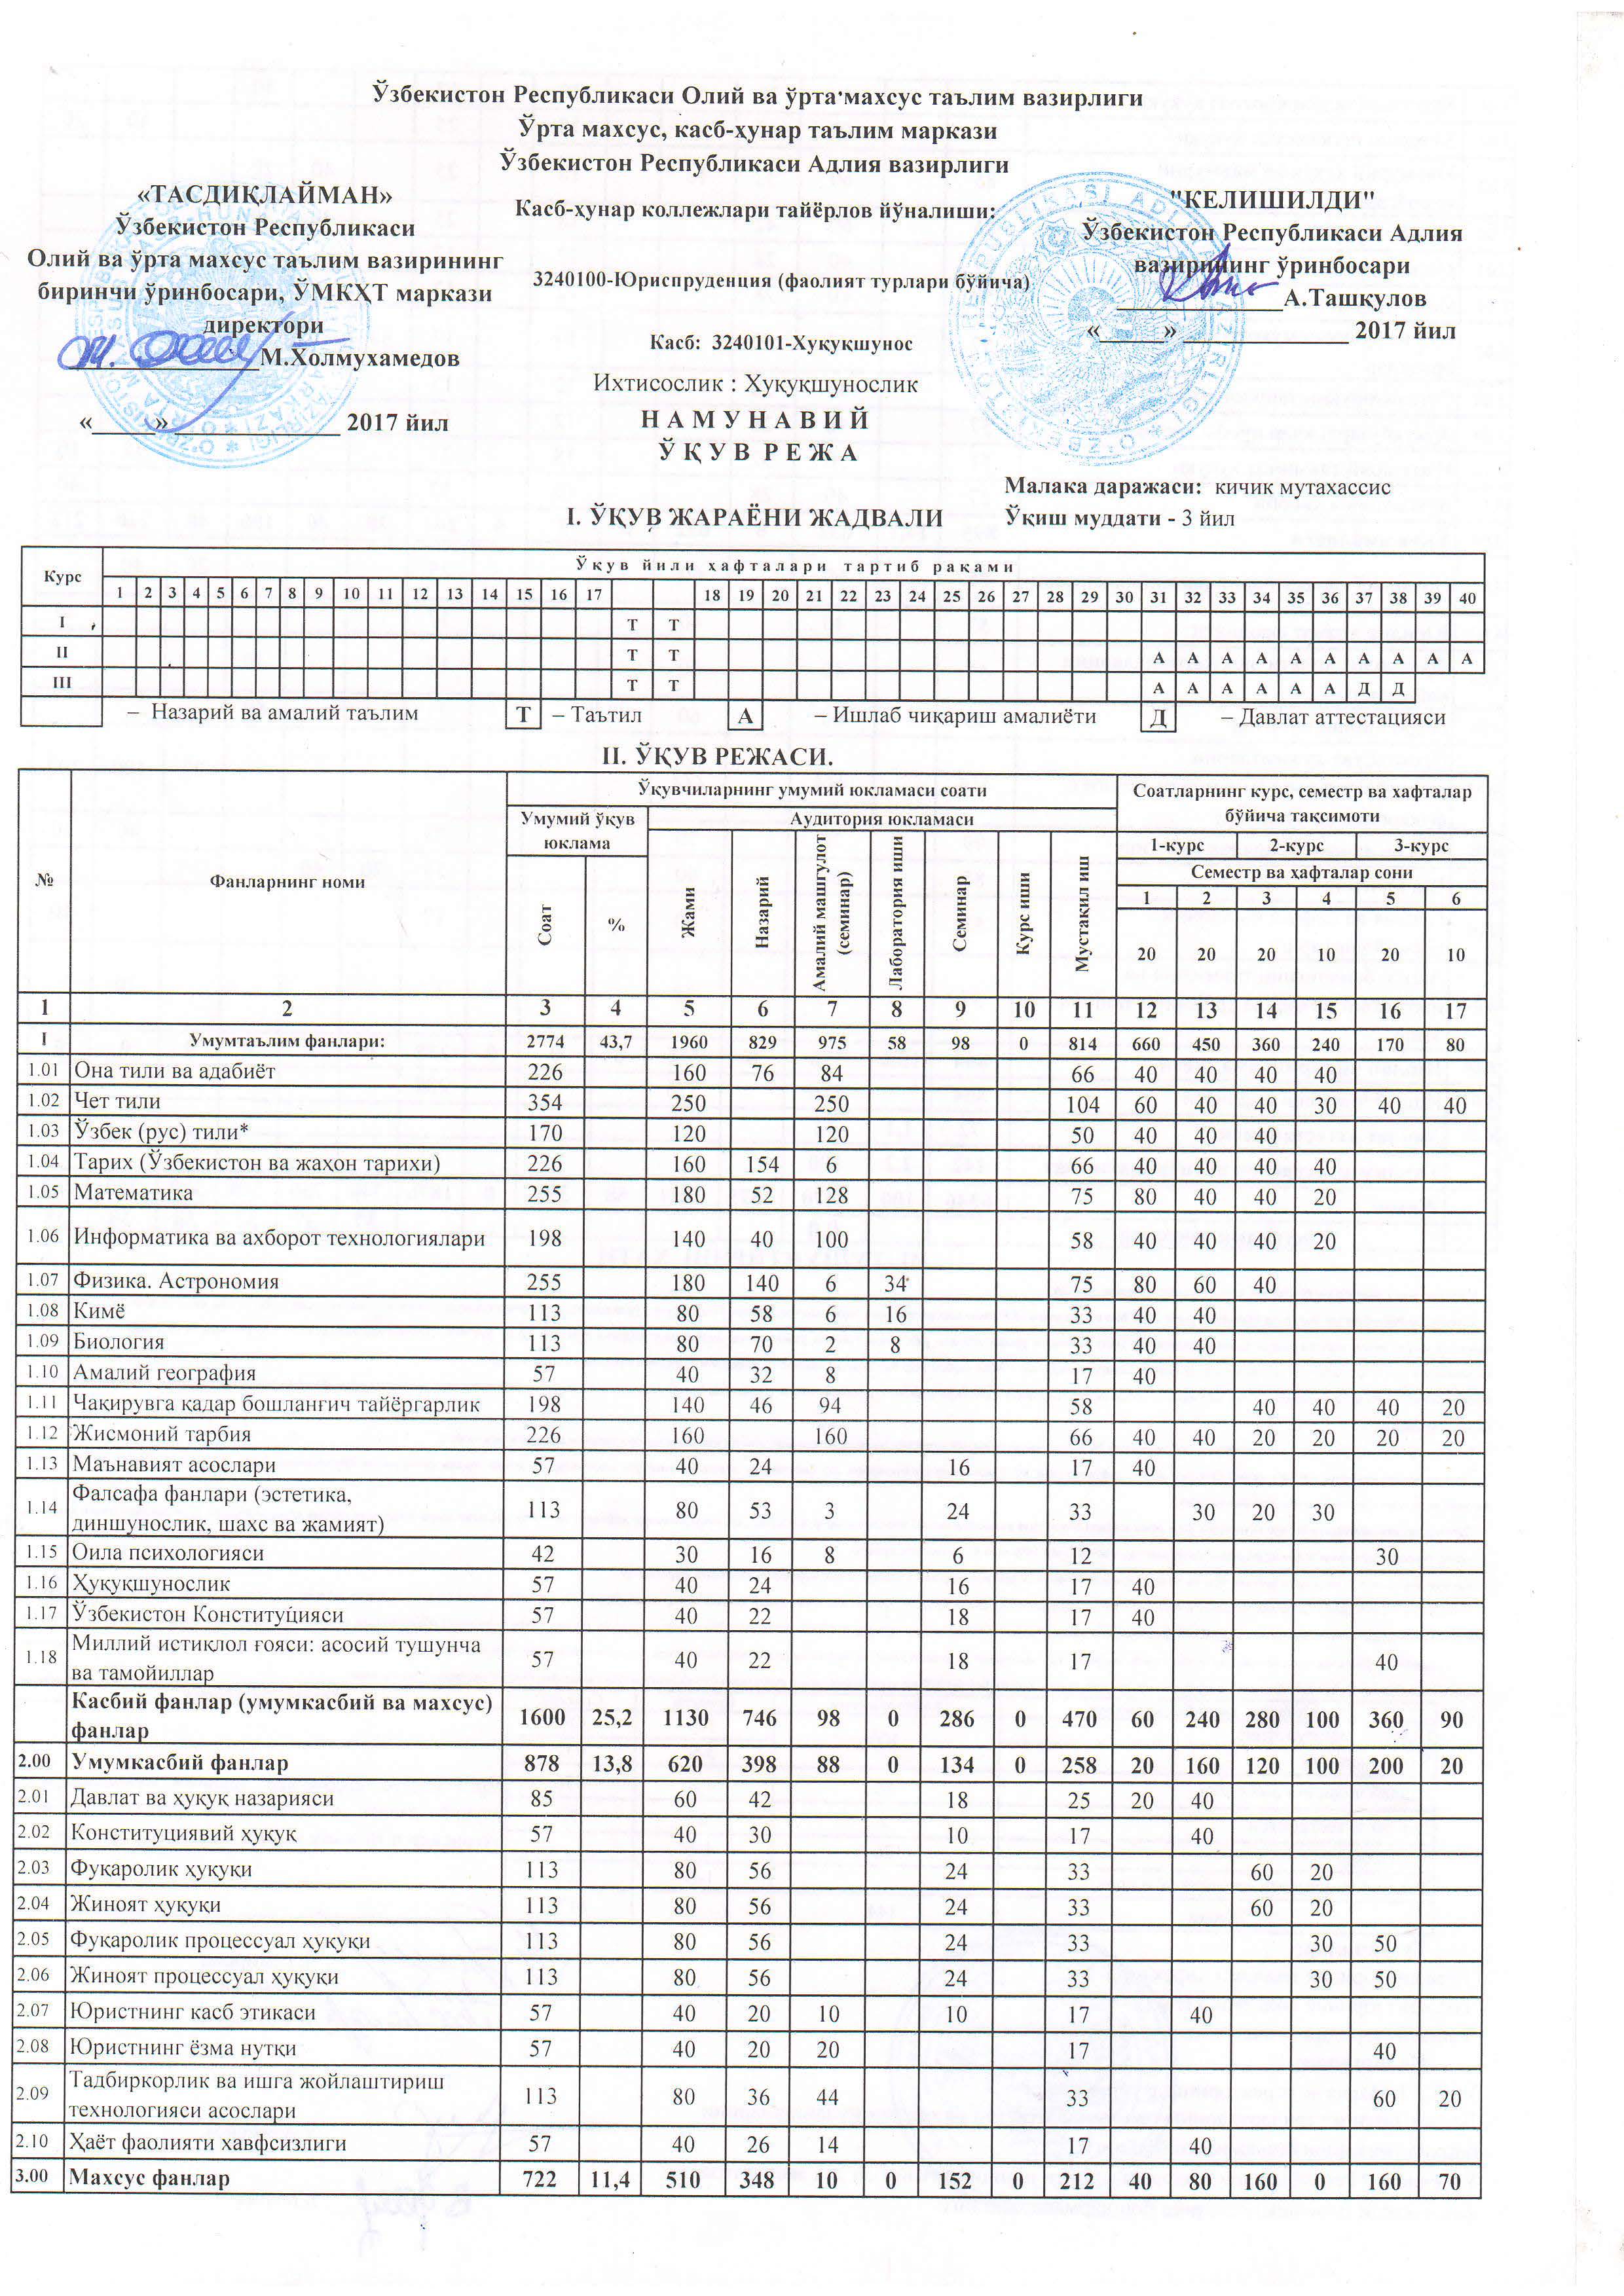 Ўзбекистон Республикаси Олий ва ўрта махсус таълим вазирлиги
Ўрта махсус, касб-ҳунар таълим маркази
Ўзбекистон Республикаси Адлия вазирлиги
«ТАСДИҚЛАЙМАН»
Ўзбекистон Республикаси
Олий ва ўрта махсус таълим вазирининг
биринчи ўринбосари, ЎМКҲТ маркази
директори
М.Холмухамедов
«_____»_____________ 2017 йил
Касб-ҳунар коллежлари тайёрлов йўналиши:
3240100-Юриспруденция (фаолият турлари бўйича)
Касб: 3240101-Хуқуқшунос
Ихтисослик : Хуқуқшунослик
Н А М У Н А В И Й
Ў Қ У В Р Е Ж А
"КЕЛИШИЛДИ"
Ўзбекистон Республикаси Адлия
вазирининг ўринбосари
_____________А.Ташқулов
«_____» _____________ 2017 йил
Малака даражаси: кичик мутахассис
Ўқиш муддати - 3 йил
I. ЎҚУВ ЖАРАЁНИ ЖАДВАЛИ
Курс Ўқув йили ҳафталари тартиб рақами
1 2 3 4 5 6 7 8 9 10 11 12 13 14 15 16 17 18 19 20 21 22 23 24 25 26 27 28 29 30 31 32 33 34 35 36 37 38 39 40
I Т Т
II Т Т А А А А А А А А А А
III Т Т А А А А А А Д Д
– Назарий ва амалий таълим Т – Таътил А – Ишлаб чиқариш амалиёти Д – Давлат аттестацияси
II. ЎҚУВ РЕЖАСИ.
№ Фанларнинг номи Ўқувчиларнинг умумий юкламаси соати Соатларнинг курс, семестр ва хафталар бўйича тақсимоти
Умумий ўқув юклама Аудитория юкламаси
1-курс 2-курс 3-курс
Семестр ва ҳафталар сони
Соат % Жами Назарий Амалий машгулот (семинар) Лаборатория иши Семинар Курс иши Мустақил иш 1 2 3 4 5 6
20 20 20 10 20 10
1 2 3 4 5 6 7 8 9 10 11 12 13 14 15 16 17
I Умумтаълим фанлари: 2774 43,7 1960 829 975 58 98 0 814 660 450 360 240 170 80
1.01 Она тили ва адабиёт 226 160 76 84 66 40 40 40 40
1.02 Чет тили 354 250 250 104 60 40 40 30 40 40
1.03 Ўзбек (рус) тили* 170 120 120 50 40 40 40
1.04 Тарих (Ўзбекистон ва жаҳон тарихи) 226 160 154 6 66 40 40 40 40
1.05 Математика 255 180 52 128 75 80 40 40 20
1.06 Информатика ва ахборот технологиялари 198 140 40 100 58 40 40 40 20
1.07 Физика. Астрономия 255 180 140 6 34 75 80 60 40
1.08 Кимё 113 80 58 6 16 33 40 40
1.09 Биология 113 80 70 2 8 33 40 40
1.10 Амалий география 57 40 32 8 17 40
1.11 Чақирувга қадар бошланғич тайёргарлик 198 140 46 94 58 40 40 40 20
1.12 Жисмоний тарбия 226 160 160 66 40 40 20 20 20 20
1.13 Маънавият асослари 57 40 24 16 17 40
1.14 Фалсафа фанлари (эстетика,
диншунослик, шахс ва жамият) 113 80 53 3 24 33 30 20 30
1.15 Оила психологияси 42 30 16 8 6 12 30
1.16 Ҳуқуқшунослик 57 40 24 16 17 40
1.17 Ўзбекистон Конституцияси 57 40 22 18 17 40
1.18 Миллий истиқлол ғояси: асосий тушунча
ва тамойиллар 57 40 22 18 17 40
Касбий фанлар (умумкасбий ва махсус)
фанлар 1600 25,2 1130 746 98 0 286 0 470 60 240 280 100 360 90
2.00 Умумкасбий фанлар 878 13,8 620 398 88 0 134 0 258 20 160 120 100 200 20
2.01 Давлат ва ҳуқуқ назарияси 85 60 42 18 25 20 40
2.02 Конституциявий ҳуқуқ 57 40 30 10 17 40
2.03 Фуқаролик ҳуқуқи 113 80 56 24 33 60 20
2.04 Жиноят ҳуқуқи 113 80 56 24 33 60 20
2.05 Фуқаролик процессуал ҳуқуқи 113 80 56 24 33 30 50
2.06 Жиноят процессуал ҳуқуқи 113 80 56 24 33 30 50
2.07 Юристнинг касб этикаси 57 40 20 10 10 17 40
2.08 Юристнинг ёзма нутқи 57 40 20 20 17 40
2.09 Тадбиркорлик ва ишга жойлаштириш
технологияси асослари 113 80 36 44 33 60 20
2.10 Ҳаёт фаолияти хавфсизлиги 57 40 26 14 17 40
3.00 Махсус фанлар 722 11,4 510 348 10 0 152 0 212 40 80 160 0 160 70